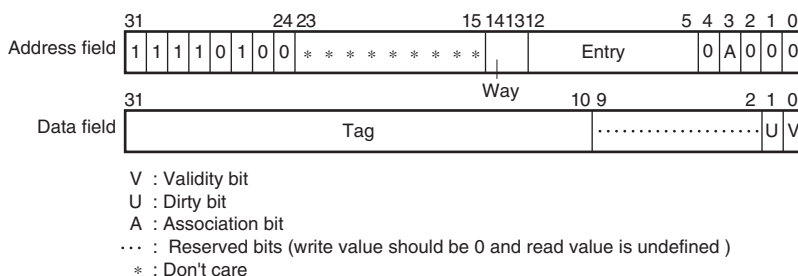 31 24 23 15 14 13 12 5 4 3 2 1 0
Address field 1 1 1 1 0 1 0 0 * * * * * * * * * Entry 0 A 0 0 0
Way
31 10 9 2 1 0
Data field Tag ..................... U V
V : Validity bit
U : Dirty bit
A : Association bit
··· : Reserved bits (write value should be 0 and read value is undefined )
* : Don't care